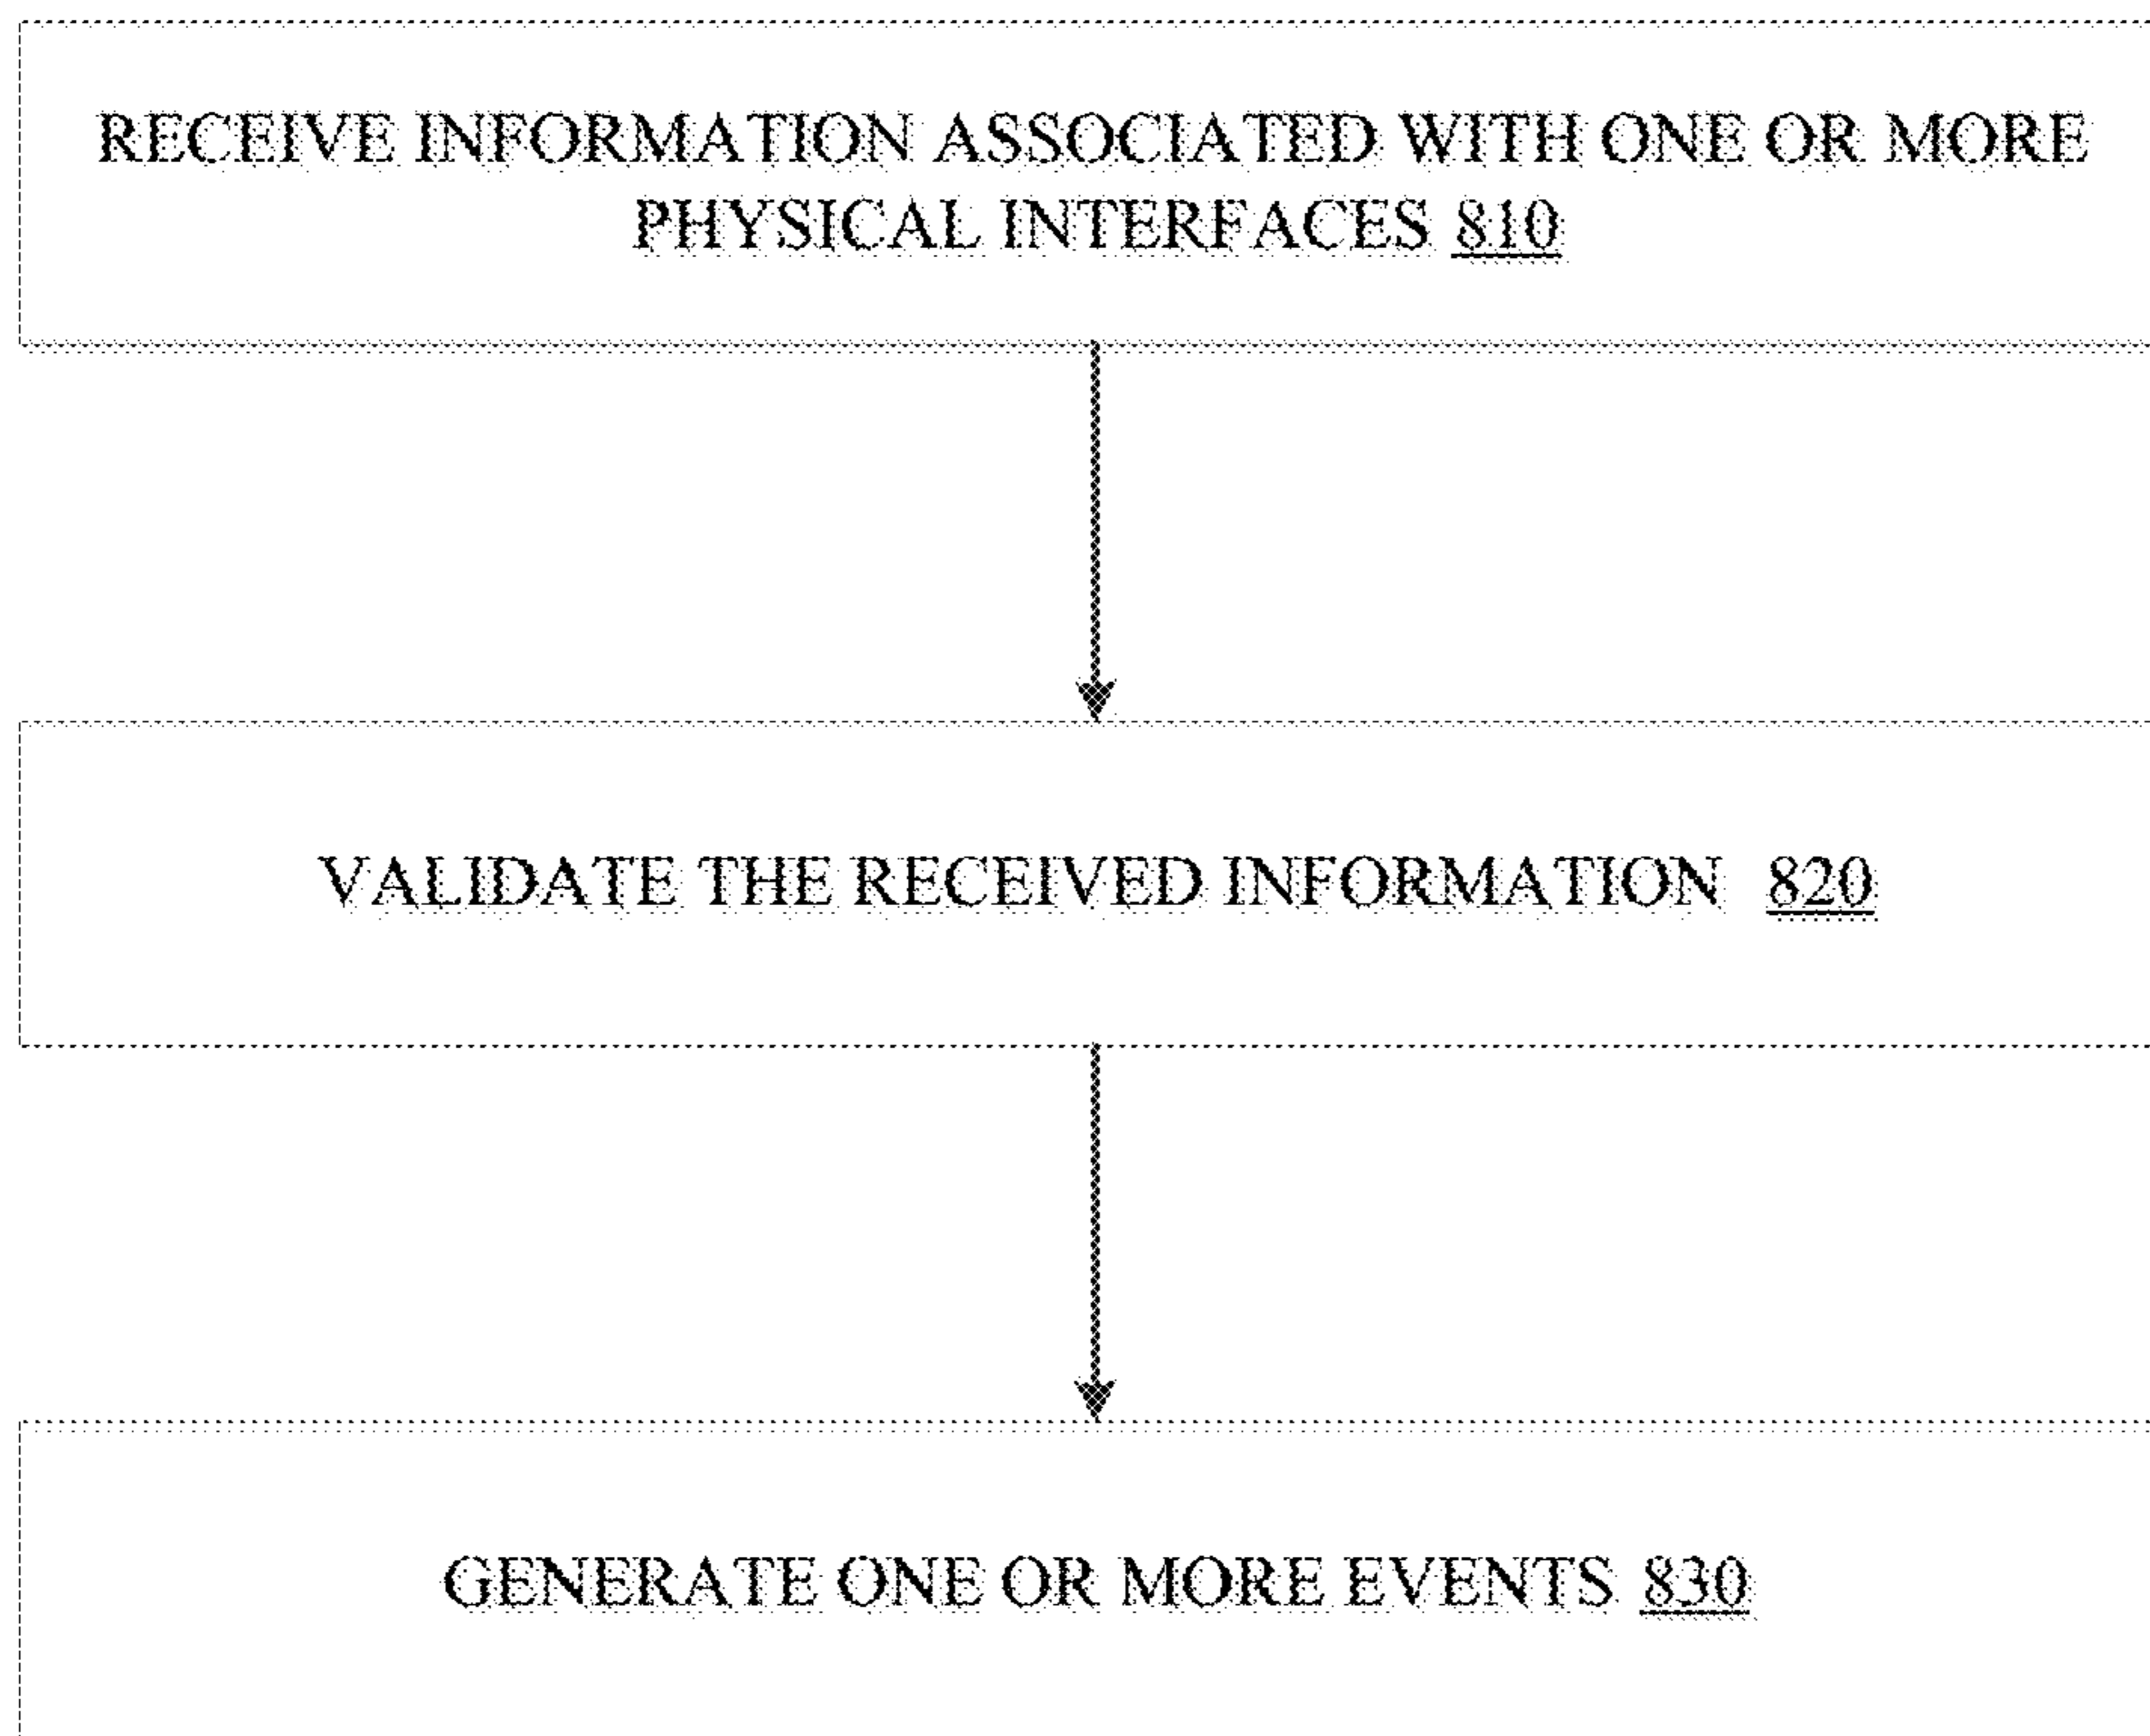 RECEIVE INFORMATION ASSOCIATED WITH ONE OR MORE
PHYSICAL INTERFACES 810
VALIDATE THE RECEIVED INFORMATION 820
GENERATE ONE OR MORE EVENTS 830